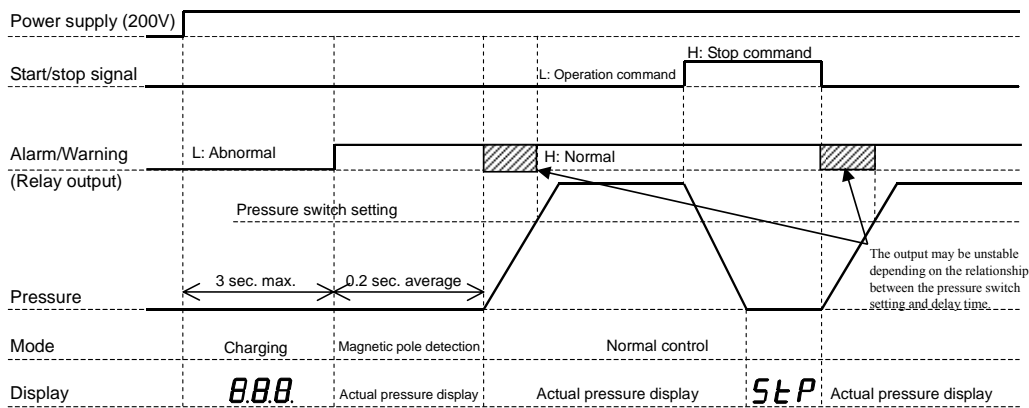 Power supply (200V)
H: Stop command
Start/stop signal
L: Operation command
Alarm/Warning
(Relay output)
L: Abnormal
H: Normal
Pressure switch setting
The output may be unstable
depending on the relationship
between the pressure switch
setting and delay time.
3 sec. max.
0.2 sec. average
Pressure
Mode
Charging
Magnetic pole detection
Normal control
Display
8.8.8.
Actual pressure display
Actual pressure display
StP
Actual pressure display